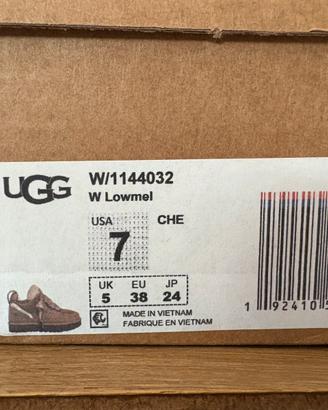 UGG
W/1144032
W Lowmel
USA
CHE
7
UK EU JP
5 38 24
MADE IN VIETNAM
FABRIQUE EN VIETNAM
1 92410